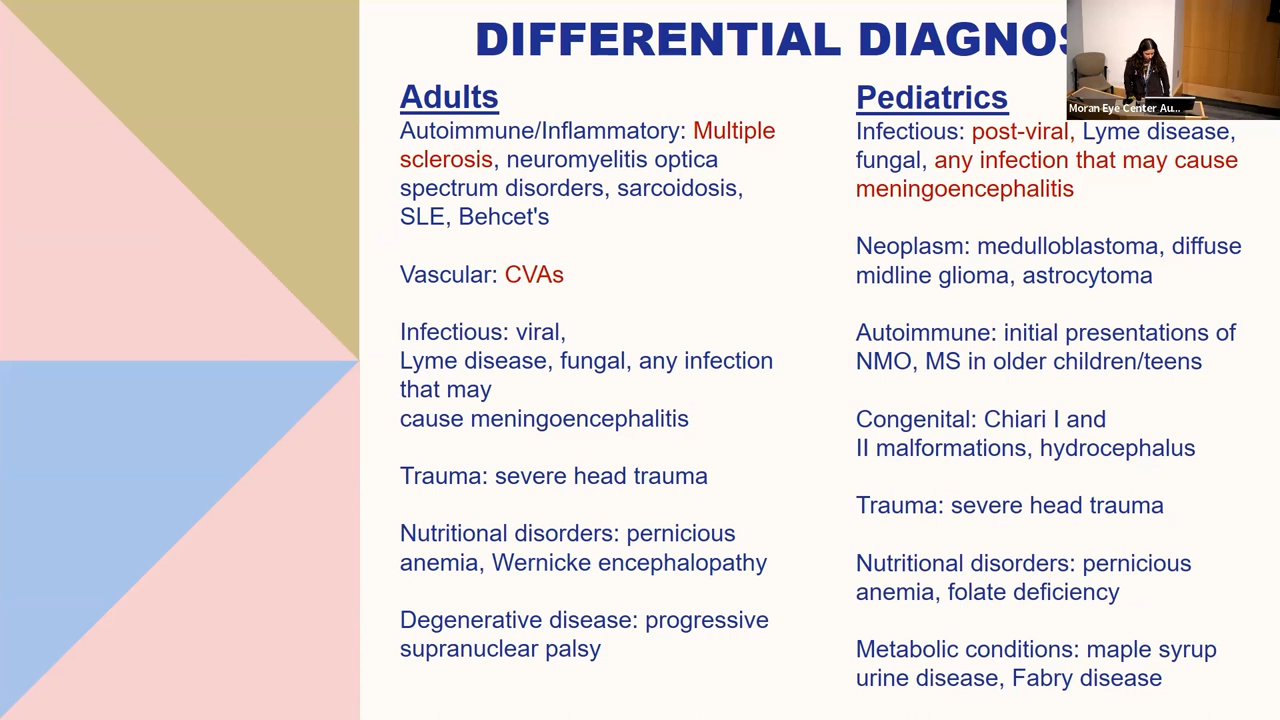 DIFFERENTIAL DIAGNOS
Moran Eye Center Au...
Adults
Autoimmune/Inflammatory: Multiple
sclerosis, neuromyelitis optica
spectrum disorders, sarcoidosis,
SLE, Behcet's
Vascular: CVAs
Infectious: viral,
Lyme disease, fungal, any infection
that may
cause meningoencephalitis
Trauma: severe head trauma
Nutritional disorders: pernicious
anemia, Wernicke encephalopathy
Degenerative disease: progressive
supranuclear palsy
Pediatrics
Infectious: post-viral, Lyme disease,
fungal, any infection that may cause
meningoencephalitis
Neoplasm: medulloblastoma, diffuse
midline glioma, astrocytoma
Autoimmune: initial presentations of
NMO, MS in older children/teens
Congenital: Chiari I and
II malformations, hydrocephalus
Trauma: severe head trauma
Nutritional disorders: pernicious
anemia, folate deficiency
Metabolic conditions: maple syrup
urine disease, Fabry disease